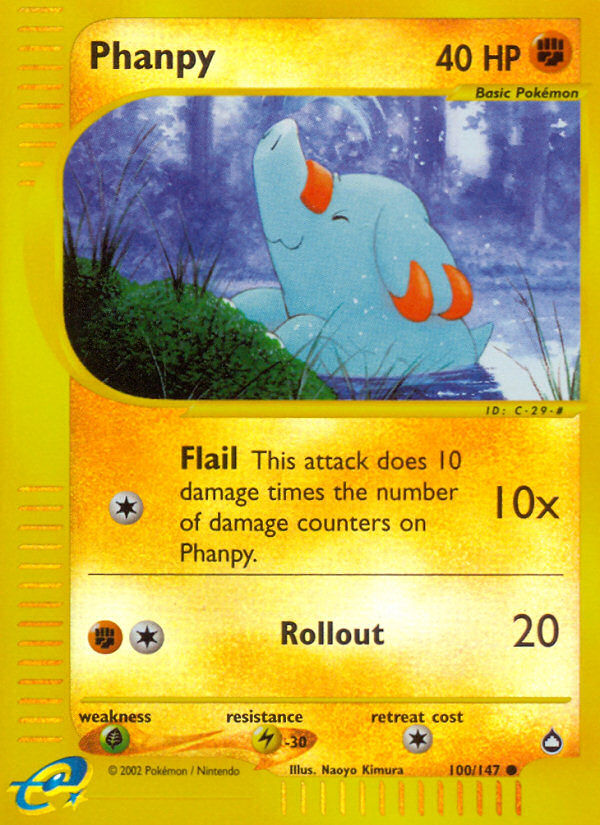 Phanpy 40 HP
Basic Pokémon
ID: C-29-#
Flail This attack does 10
damage times the number
of damage counters on
Phanpy.
10x
Rollout 20
weakness resistance retreat cost
-30
© 2002 Pokémon / Nintendo Illus. Naoyo Kimura 100/147
e